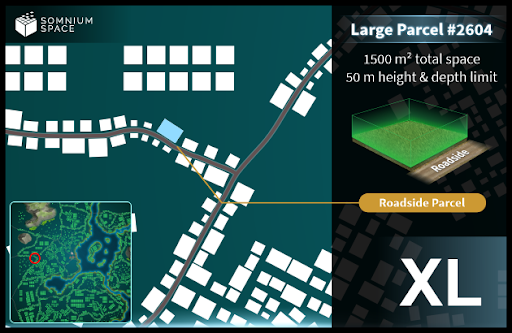 SOMNIUM
SPACE
Large Parcel #2604
1500 m² total space
50 m height & depth limit
Roadside
Roadside Parcel
XL